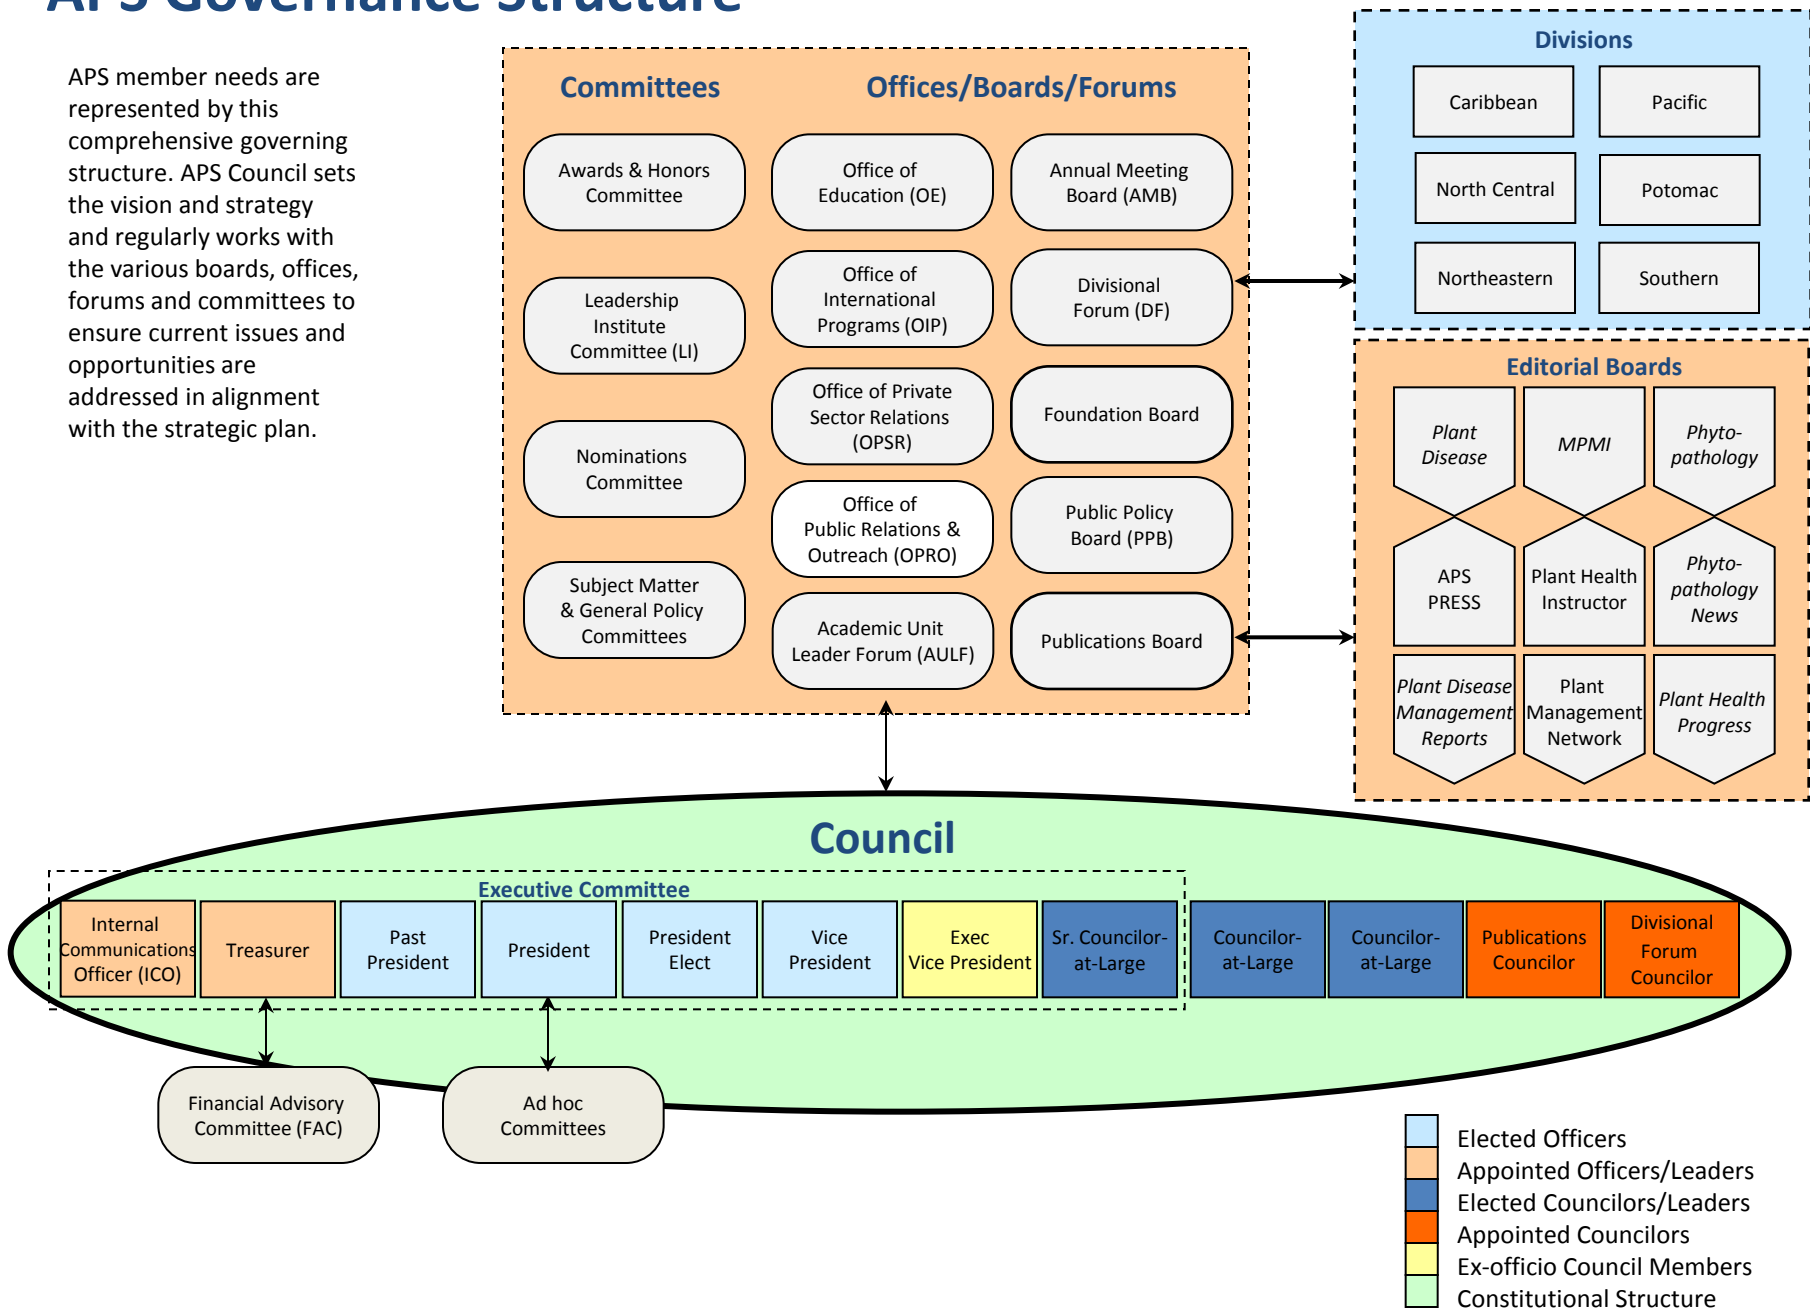 APS Governance Structure
APS member needs are
represented by this
comprehensive governing
structure. APS Council sets
the vision and strategy
and regularly works with
the various boards, offices,
forums and committees to
ensure current issues and
opportunities are
addressed in alignment
with the strategic plan.
Committees
Awards & Honors
Committee
Leadership
Institute
Committee (LI)
Nominations
Committee
Subject Matter
& General Policy
Committees
Offices/Boards/Forums
Office of
Education (OE)
Annual Meeting
Board (AMB)
Office of
International
Programs (OIP)
Divisional
Forum (DF)
Office of Private
Sector Relations
(OPSR)
Foundation Board
Office of
Public Relations &
Outreach (OPRO)
Public Policy
Board (PPB)
Academic Unit
Leader Forum (AULF)
Publications Board
Divisions
Caribbean
Pacific
North Central
Potomac
Northeastern
Southern
Editorial Boards
Plant
Disease
MPMI
Phyto-
pathology
APS
PRESS
Plant Health
Instructor
Phyto-
pathology
News
Plant Disease
Management
Reports
Plant
Management
Network
Plant Health
Progress
Council
Executive Committee
Internal
Communications
Officer (ICO)
Treasurer
Past
President
President
President
Elect
Vice
President
Exec
Vice President
Sr. Councilor-
at-Large
Councilor-
at-Large
Councilor-
at-Large
Publications
Councilor
Divisional
Forum
Councilor
Financial Advisory
Committee (FAC)
Ad hoc
Committees
Elected Officers
Appointed Officers/Leaders
Elected Councilors/Leaders
Appointed Councilors
Ex-officio Council Members
Constitutional Structure